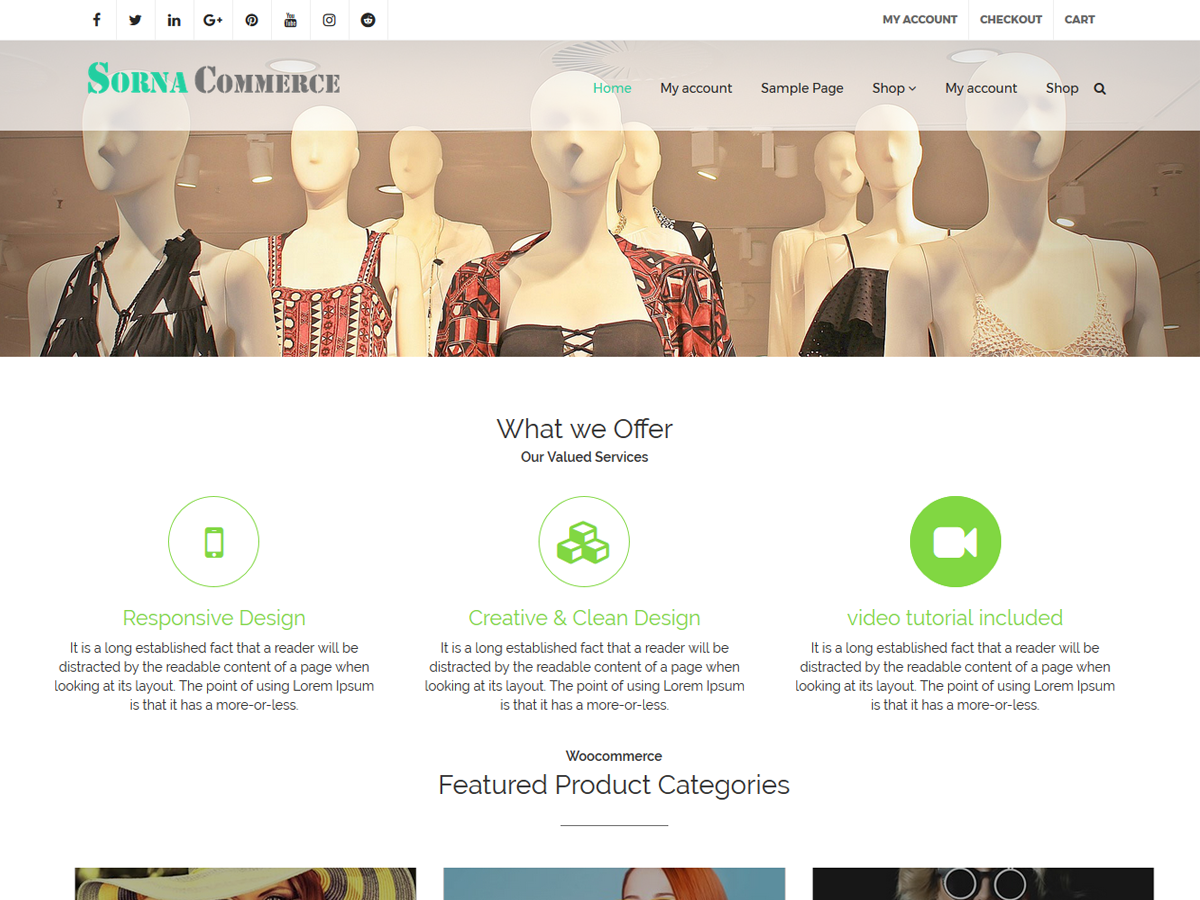 You Tube
MY ACCOUNT CHECKOUT CART
SORNA COMMERCE
Home My account Sample Page Shop My account Shop
What we Offer
Our Valued Services
Responsive Design
It is a long established fact that a reader will be
distracted by the readable content of a page when
looking at its layout. The point of using Lorem Ipsum
is that it has a more-or-less.
Creative & Clean Design
It is a long established fact that a reader will be
distracted by the readable content of a page when
looking at its layout. The point of using Lorem Ipsum
is that it has a more-or-less.
video tutorial included
It is a long established fact that a reader will be
distracted by the readable content of a page when
looking at its layout. The point of using Lorem Ipsum
is that it has a more-or-less.
Woocommerce
Featured Product Categories